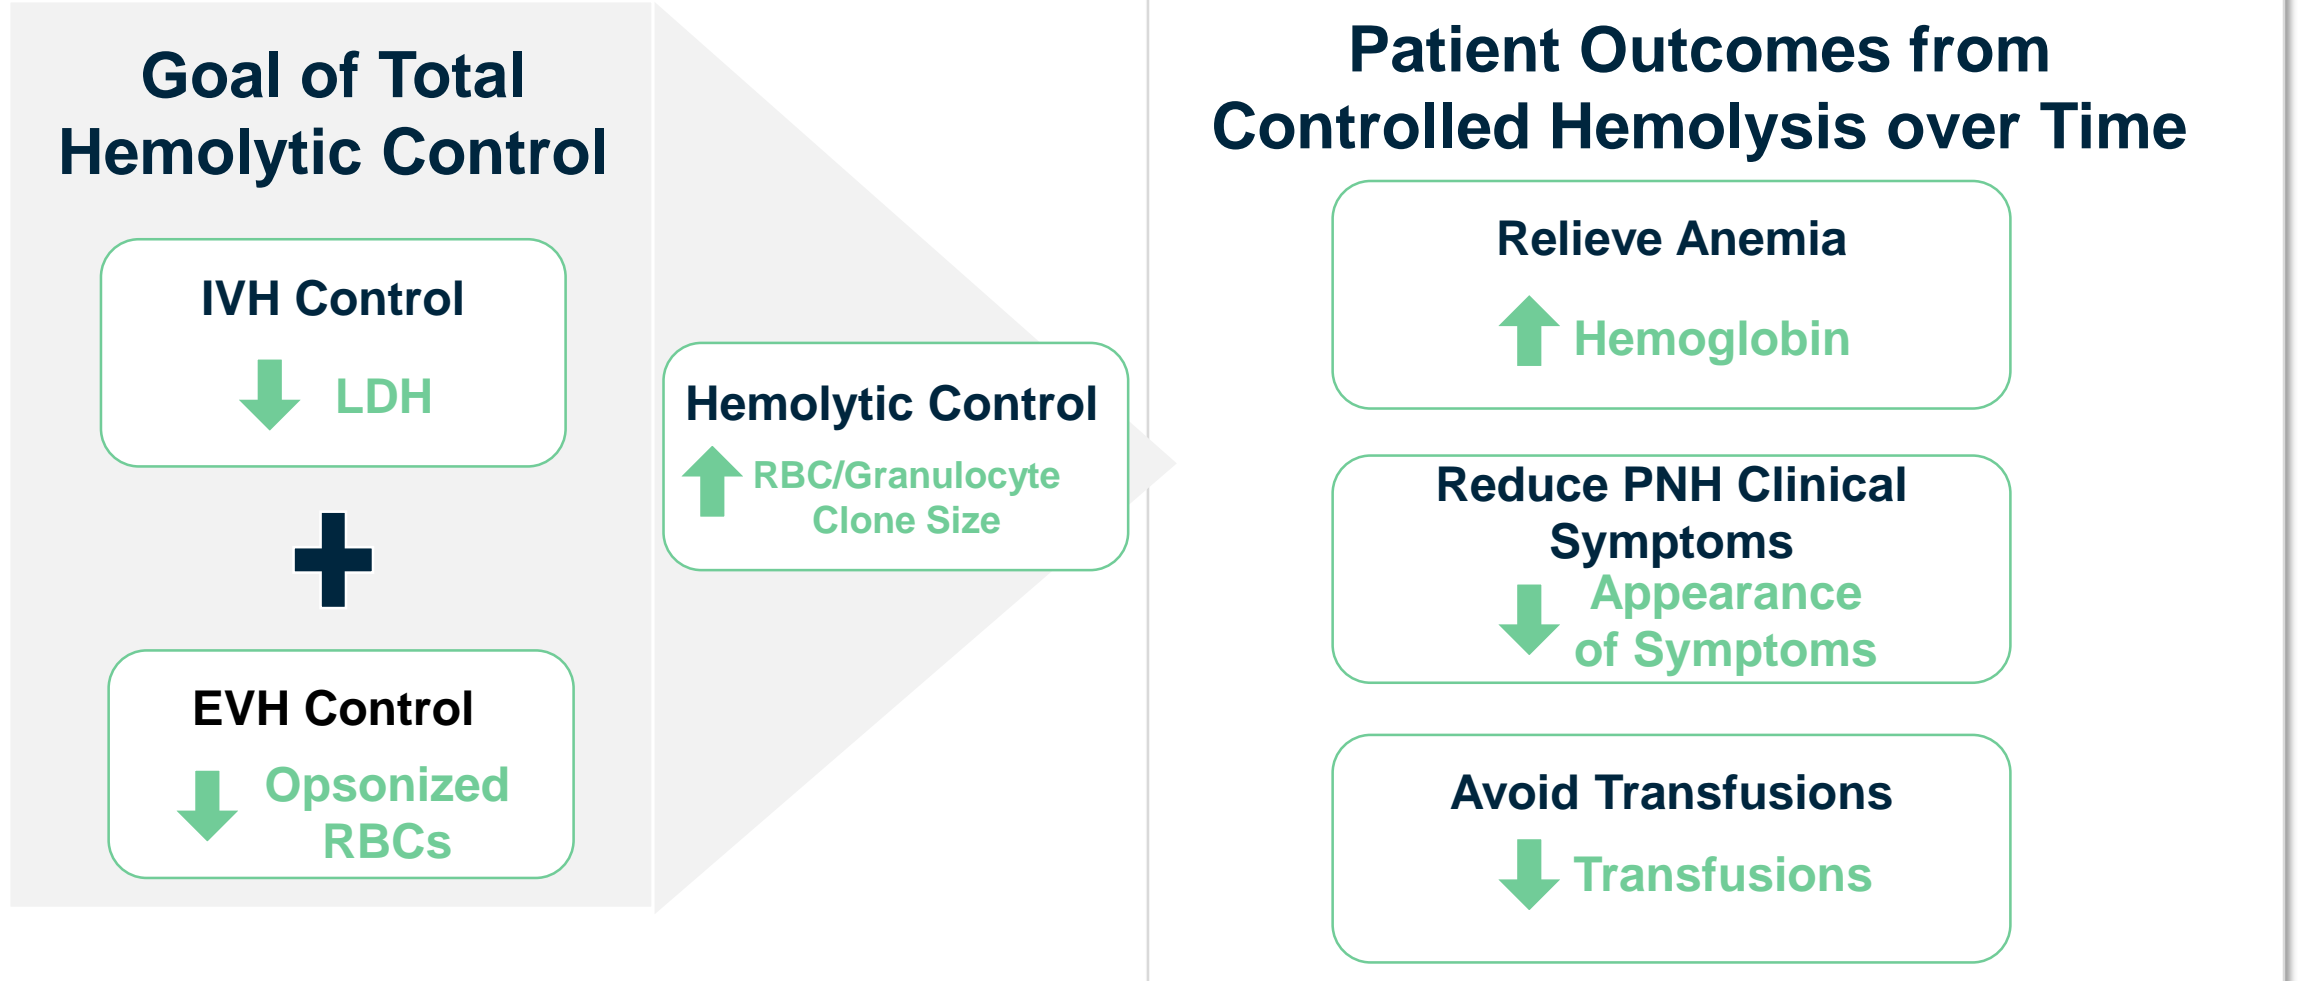 Goal of Total
Hemolytic Control
IVH Control
LDH
EVH Control
Opsonized
RBCs
Hemolytic Control
RBC/Granulocyte
Clone Size
Patient Outcomes from
Controlled Hemolysis over Time
Relieve Anemia
Hemoglobin
Reduce PNH Clinical
Symptoms
Appearance
of Symptoms
Avoid Transfusions
Transfusions